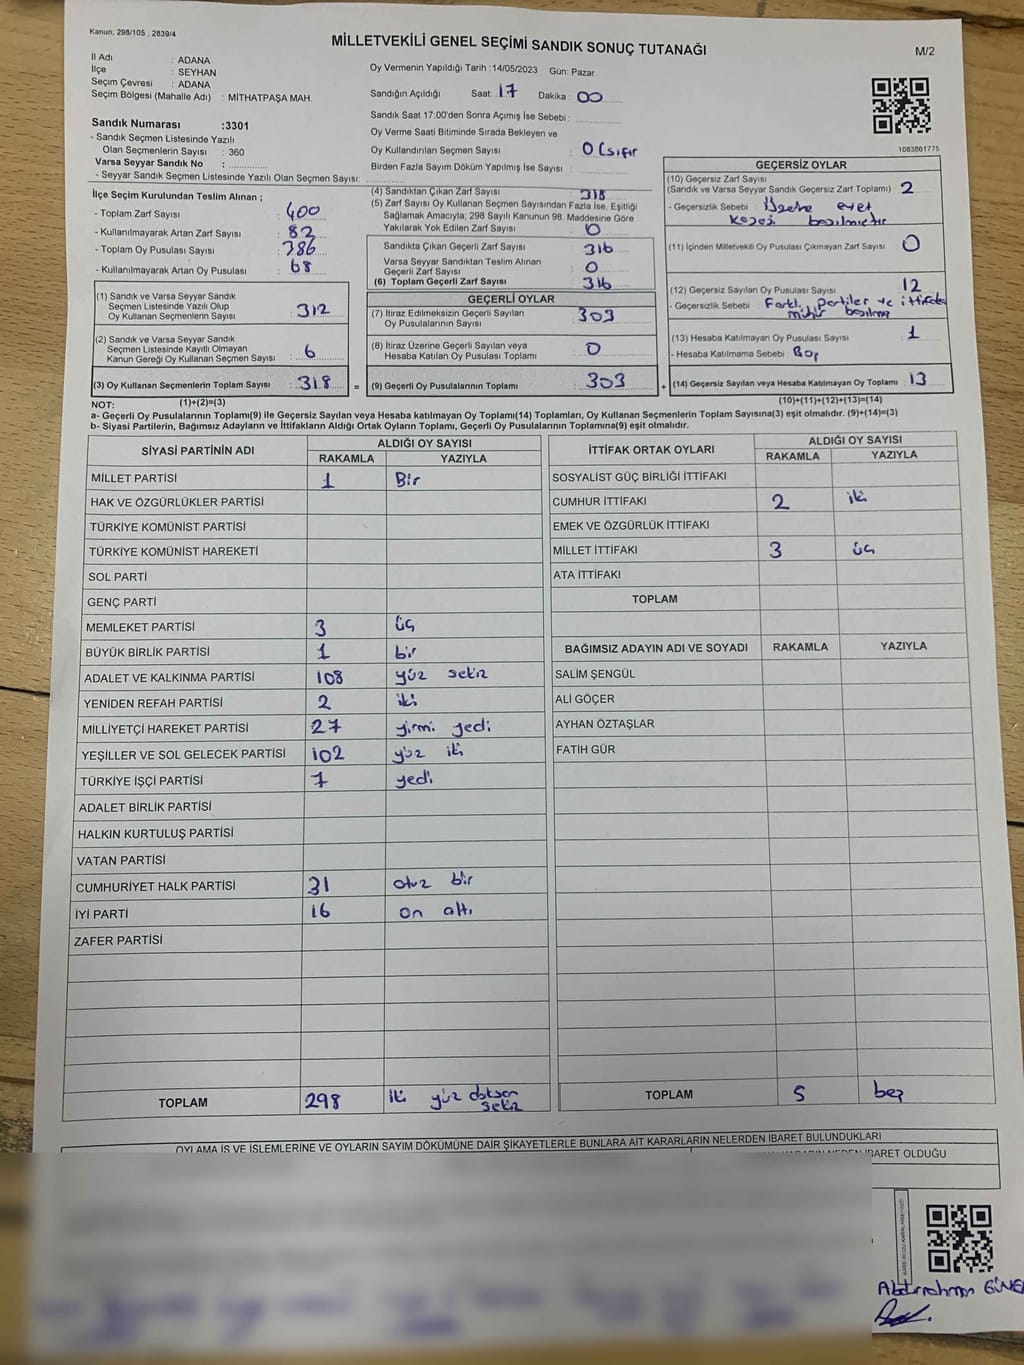 Kanun; 298/105 , 2839/4
MİLLETVEKİLİ GENEL SEÇİMİ SANDIK SONUÇ TUTANAĞI
M/2
İl Adı : ADANA
İlçe : SEYHAN
Seçim Çevresi : ADANA
Seçim Bölgesi (Mahalle Adı) : MİTHATPAŞA MAH.
Sandık Numarası :3301
- Sandık Seçmen Listesinde Yazılı
Olan Seçmenlerin Sayısı : 360
Varsa Seyyar Sandık No :
- Seyyar Sandık Seçmen Listesinde Yazılı Olan Seçmen Sayısı:
Oy Vermenin Yapıldığı Tarih :14/05/2023 Gün: Pazar
Sandığın Açıldığı Saat: 17 Dakika : 00
Sandık Saat 17:00'den Sonra Açımış İse Sebebi :
Oy Verme Saati Bitiminde Sırada Bekleyen ve
Oy Kullandırılan Seçmen Sayısı : 0 (sıfır
Birden Fazla Sayım Döküm Yapılmış İse Sayısı :
1083861775
İlçe Seçim Kurulundan Teslim Alınan ;
- Toplam Zarf Sayısı : 400
- Kullanılmayarak Artan Zarf Sayısı : 82
- Toplam Oy Pusulası Sayısı : 386
- Kullanılmayarak Artan Oy Pusulası : 68
(4) Sandıktan Çıkan Zarf Sayısı : 318
(5) Zarf Sayısı Oy Kullanan Seçmen Sayısından Fazla İse, Eşitliği
Sağlamak Amacıyla; 298 Sayılı Kanunun 98. Maddesine Göre
Yakılarak Yok Edilen Zarf Sayısı : 0
Sandıkta Çıkan Geçerli Zarf Sayısı : 316
Varsa Seyyar Sandıktan Teslim Alınan
Geçerli Zarf Sayısı : 0
(6) Toplam Geçerli Zarf Sayısı : 316
GEÇERSİZ OYLAR
(10) Geçersiz Zarf Sayısı
(Sandık ve Varsa Seyyar Sandık Geçersiz Zarf Toplamı) : 2
- Geçersizlik Sebebi : Üzerine evet
kaşesi basılmıştır
(11) İçinden Milletvekili Oy Pusulası Çıkmayan Zarf Sayısı : 0
(12) Geçersiz Sayılan Oy Pusulası Sayısı : 12
- Geçersizlik Sebebi : Farklı partiler ve ittifaka
mühür basılmış
(13) Hesaba Katılmayan Oy Pusulası Sayısı : 1
- Hesaba Katılmama Sebebi : Boş
(14) Geçersiz Sayılan veya Hesaba Katılmayan Oy Toplamı : 13
(10)+(11)+(12)+(13)=(14)
(1) Sandık ve Varsa Seyyar Sandık
Seçmen Listesinde Yazılı Olup
Oy Kullanan Seçmenlerin Sayısı : 312
(2) Sandık ve Varsa Seyyar Sandık
Seçmen Listesinde Kayıtlı Olmayan
Kanun Gereği Oy Kullanan Seçmen Sayısı : 6
(3) Oy Kullanan Seçmenlerin Toplam Sayısı : 318 =
(1)+(2)=(3)
GEÇERLİ OYLAR
(7) İtiraz Edilmeksizin Geçerli Sayılan
Oy Pusulalarının Sayısı : 303
(8) İtiraz Üzerine Geçerli Sayılan veya
Hesaba Katılan Oy Pusulası Toplamı : 0
(9) Geçerli Oy Pusulalarının Toplamı : 303 +
NOT:
a- Geçerli Oy Pusulalarının Toplamı(9) ile Geçersiz Sayılan veya Hesaba katılmayan Oy Toplamı(14) Toplamları, Oy Kullanan Seçmenlerin Toplam Sayısına(3) eşit olmalıdır. (9)+(14)=(3)
b- Siyasi Partilerin, Bağımsız Adayların ve İttifakların Aldığı Ortak Oyların Toplamı, Geçerli Oy Pusulalarının Toplamına(9) eşit olmalıdır.
SİYASİ PARTİNİN ADI ALDIĞI OY SAYISI
RAKAMLA YAZIYLA
MİLLET PARTİSİ 1 Bir
HAK VE ÖZGÜRLÜKLER PARTİSİ
TÜRKİYE KOMÜNİST PARTİSİ
TÜRKİYE KOMÜNİST HAREKETİ
SOL PARTİ
GENÇ PARTİ
MEMLEKET PARTİSİ 3 üç
BÜYÜK BİRLİK PARTİSİ 1 bir
ADALET VE KALKINMA PARTİSİ 108 yüz sekiz
YENİDEN REFAH PARTİSİ 2 iki
MİLLİYETÇİ HAREKET PARTİSİ 27 yirmi yedi
YEŞİLLER VE SOL GELECEK PARTİSİ 102 yüz iki
TÜRKİYE İŞÇİ PARTİSİ 7 yedi
ADALET BİRLİK PARTİSİ
HALKIN KURTULUŞ PARTİSİ
VATAN PARTİSİ
CUMHURİYET HALK PARTİSİ 31 otuz bir
İYİ PARTİ 16 on altı
ZAFER PARTİSİ
TOPLAM 298 iki yüz doksan
sekiz
İTTİFAK ORTAK OYLARI ALDIĞI OY SAYISI
RAKAMLA YAZIYLA
SOSYALİST GÜÇ BİRLİĞİ İTTİFAKI
CUMHUR İTTİFAKI 2 iki
EMEK VE ÖZGÜRLÜK İTTİFAKI
MİLLET İTTİFAKI 3 üç
ATA İTTİFAKI
TOPLAM
BAĞIMSIZ ADAYIN ADI VE SOYADI RAKAMLA YAZIYLA
SALİM ŞENGÜL
ALİ GÖÇER
AYHAN ÖZTAŞLAR
FATİH GÜR
TOPLAM 5 beş
OYLAMA İŞ VE İŞLEMLERİNE VE OYLARIN SAYIM DÖKÜMÜNE DAİR ŞİKAYETLERLE BUNLARA AİT KARARLARIN NELERDEN İBARET BULUNDUKLARI
İBARET OLDUĞU
Abdurrahman